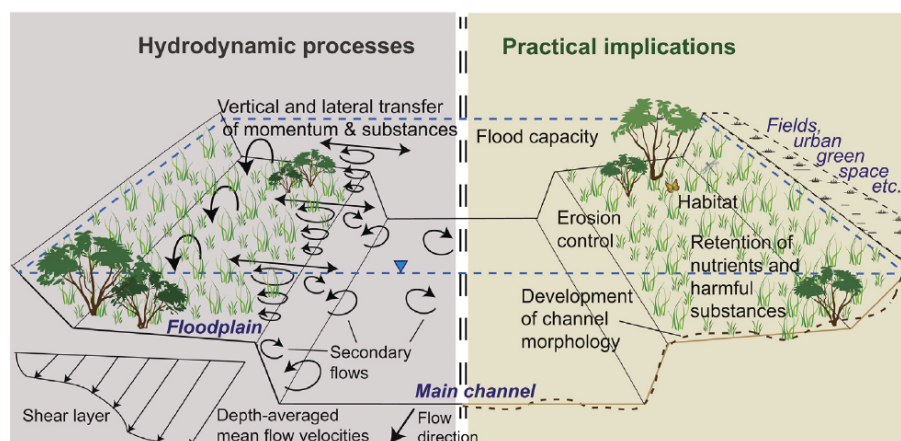 Hydrodynamic processes
Vertical and lateral transfer
of momentum & substances
Floodplain
Secondary
flows
Main channel
Shear layer
Depth-averaged
mean flow velocities
Flow
direction
Practical implications
Flood capacity
Fields,
urban
green
space
etc.
Habitat
Erosion
control
Retention of
nutrients and
harmful
substances
Development
of channel
morphology